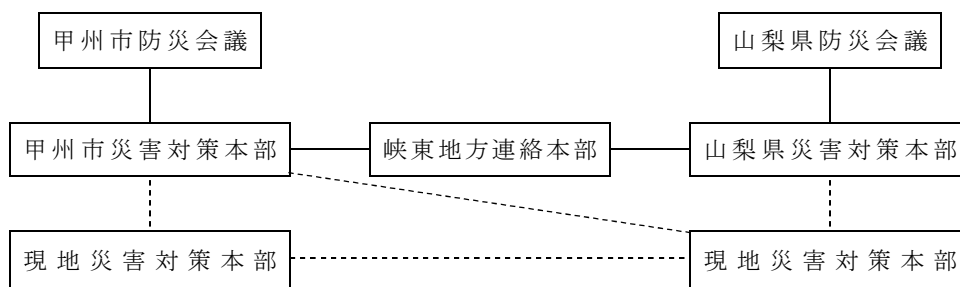 甲州市防災会議
山梨県防災会議
甲州市災害対策本部
峡東地方連絡本部
山梨県災害対策本部
現地災害対策本部
現地災害対策本部